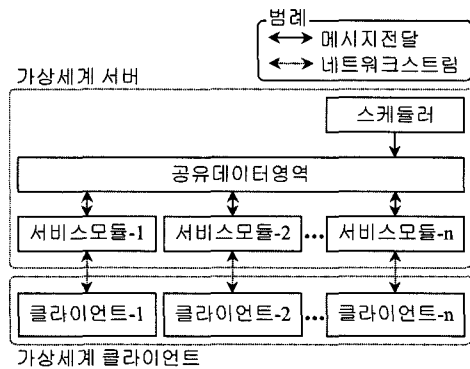 범례
메시지전달
네트워크스트림
가상세계 서버
스케듈러
공유데이터영역
서비스모듈-1 서비스모듈-2 ... 서비스모듈-n
클라이언트-1 클라이언트-2 ... 클라이언트-n
가상세계 클라이언트